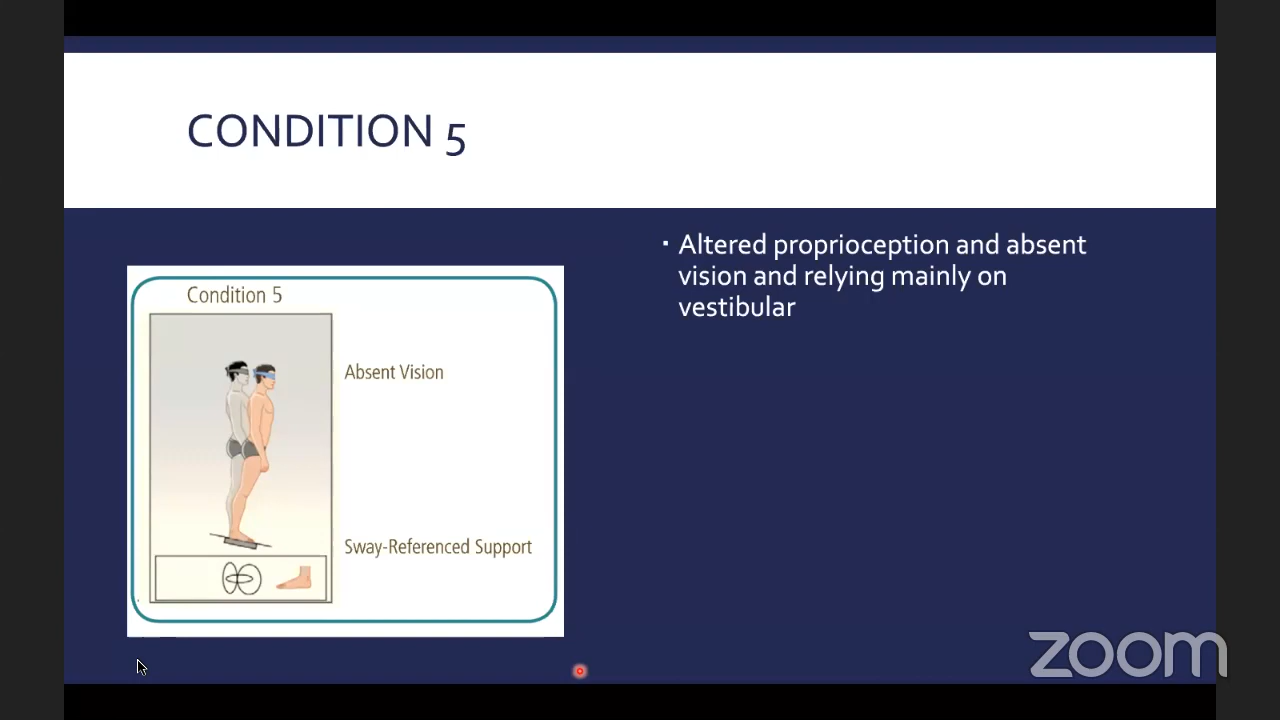 CONDITION 5
▪ Altered proprioception and absent
vision and relying mainly on
vestibular
Condition 5
Absent Vision
Sway-Referenced Support
zoom